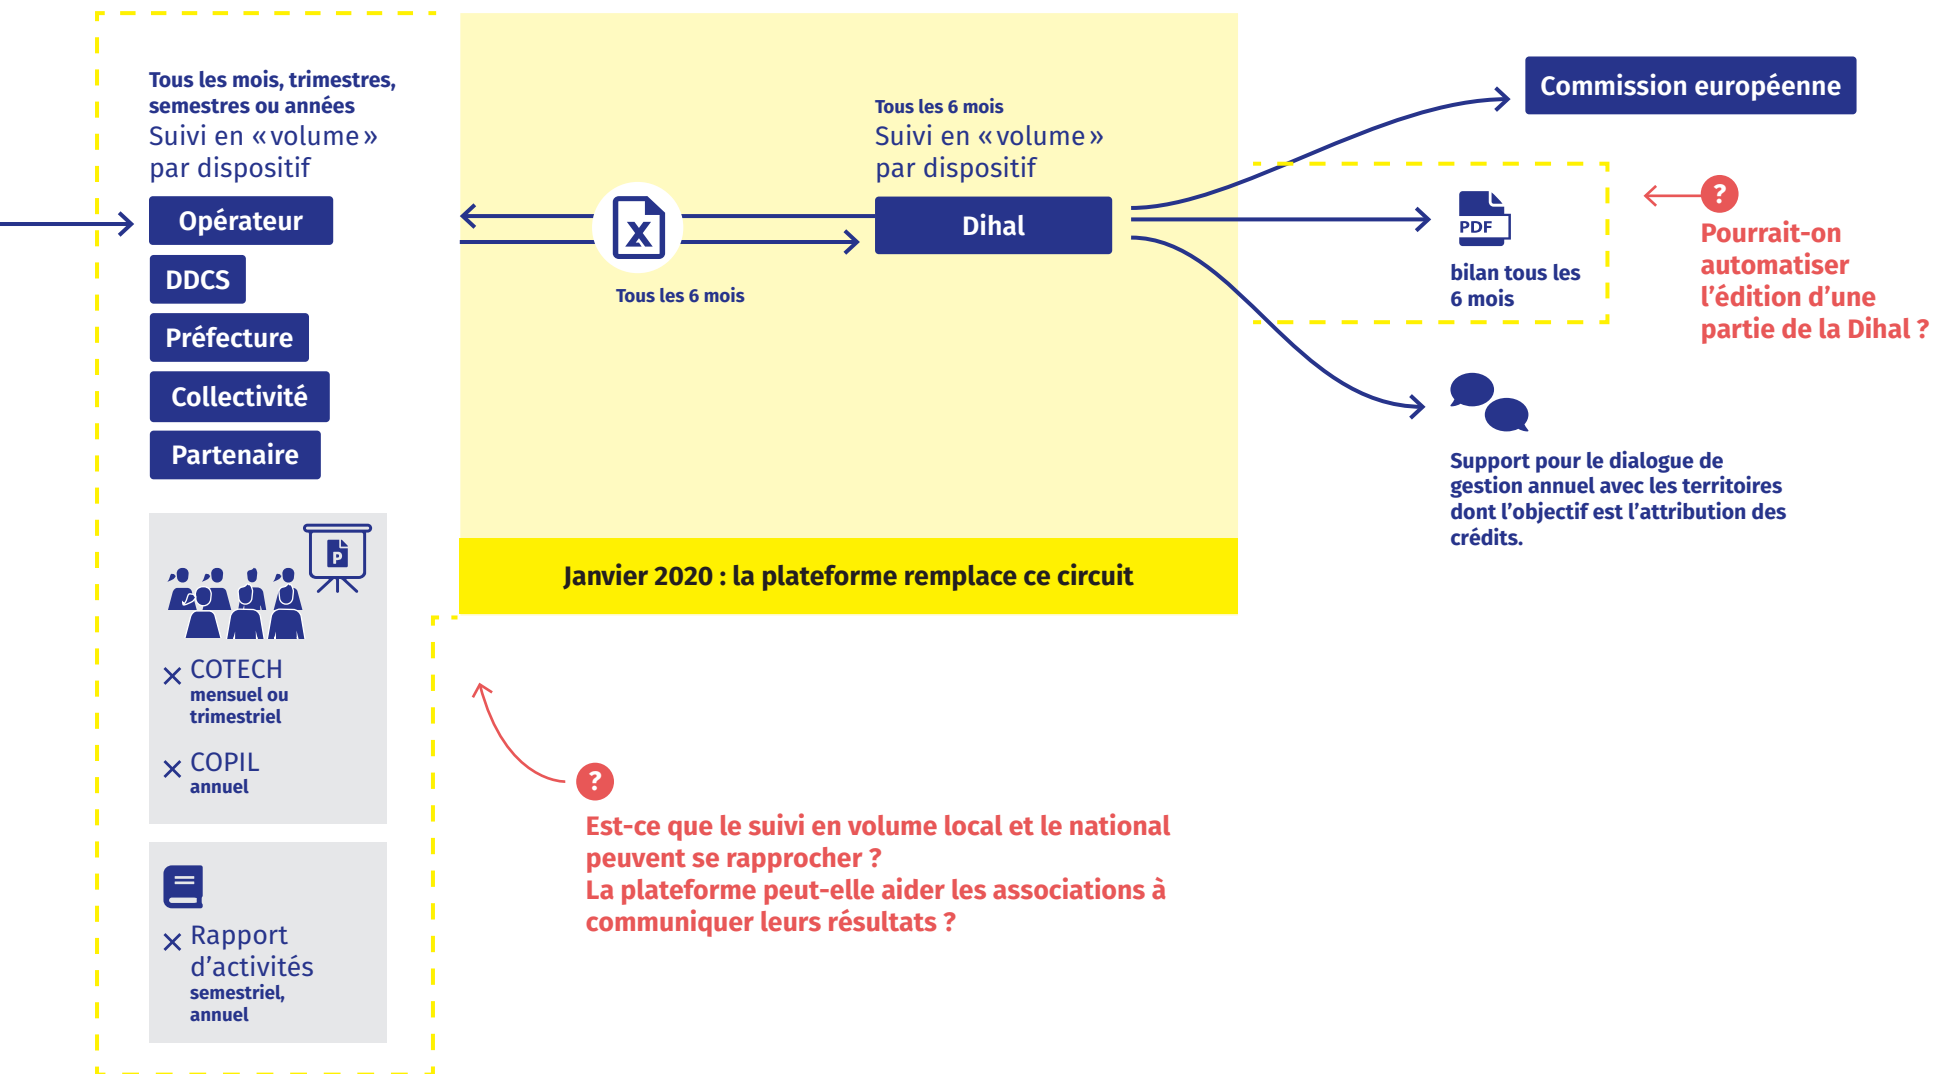 Tous les mois, trimestres,
semestres ou années
Suivi en « volume »
par dispositif
Opérateur
DDCS
Préfecture
Collectivité
Partenaire
P
COTECH
mensuel ou
trimestriel
COPIL
annuel
Rapport
d’activités
semestriel,
annuel
X
Tous les 6 mois
Tous les 6 mois
Suivi en « volume »
par dispositif
Dihal
Janvier 2020 : la plateforme remplace ce circuit
?
Est-ce que le suivi en volume local et le national
peuvent se rapprocher ?
La plateforme peut-elle aider les associations à
communiquer leurs résultats ?
Commission européenne
PDF
bilan tous les
6 mois
?
Pourrait-on
automatiser
l’édition d’une
partie de la Dihal ?
Support pour le dialogue de
gestion annuel avec les territoires
dont l’objectif est l’attribution des
crédits.